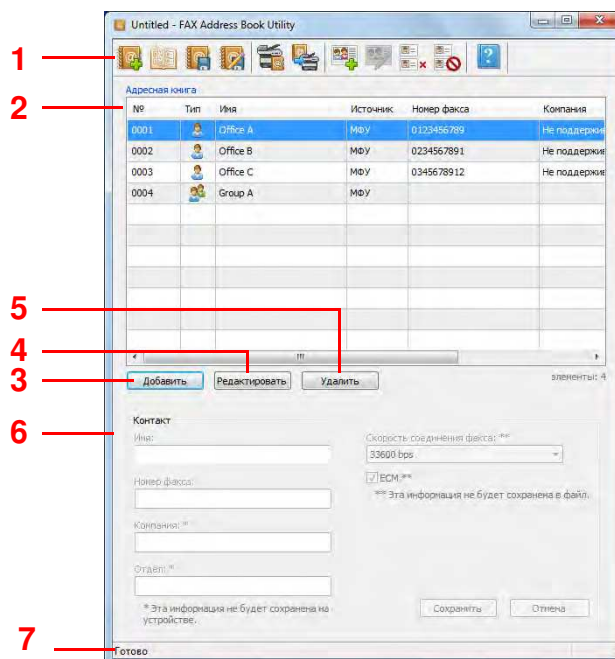 Untitled - FAX Address Book Utility
1
Адресная книга
2
№ Тип Имя Источник Номер факса Компания
0001 Office A МФУ 0123456789 Не поддержив
0002 Office B МФУ 0234567891 Не поддержив
0003 Office C МФУ 0345678912 Не поддержив
0004 Group A МФУ
5
4
3
Добавить Редактировать Удалить элементы: 4
6
Контакт
Имя: Скорость соединения факса: **
33600 bps
Номер факса: ECM **
** Эта информация не будет сохранена в файл.
Компания: *
Отдел: *
* Эта информация не будет сохранена на
устройстве.
Сохранить Отмена
7
Готово